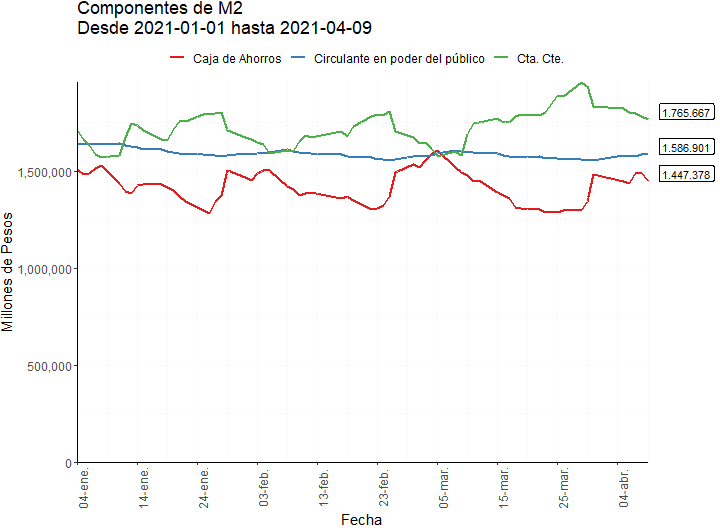 Componentes de M2
Desde 2021-01-01 hasta 2021-04-09
Caja de Ahorros Circulante en poder del público Cta. Cte.
1.765.667
1.586.901
1.447.378
1,500,000
1,000,000
500,000
0
Millones de Pesos
04-ene.
14-ene.
24-ene.
03-feb.
13-feb.
23-feb.
05-mar.
15-mar.
25-mar.
04-abr.
Fecha